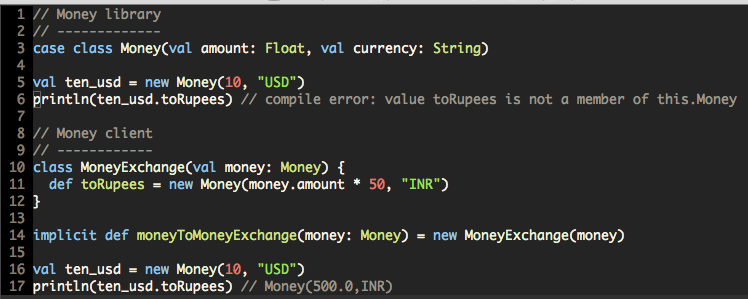 1 // Money library
2 // -------------
3 case class Money(val amount: Float, val currency: String)
4
5 val ten_usd = new Money(10, "USD")
6 println(ten_usd.toRupees) // compile error: value toRupees is not a member of this.Money
7
8 // Money client
9 // ------------
10 class MoneyExchange(val money: Money) {
11   def toRupees = new Money(money.amount * 50, "INR")
12 }
13
14 implicit def moneyToMoneyExchange(money: Money) = new MoneyExchange(money)
15
16 val ten_usd = new Money(10, "USD")
17 println(ten_usd.toRupees) // Money(500.0,INR)